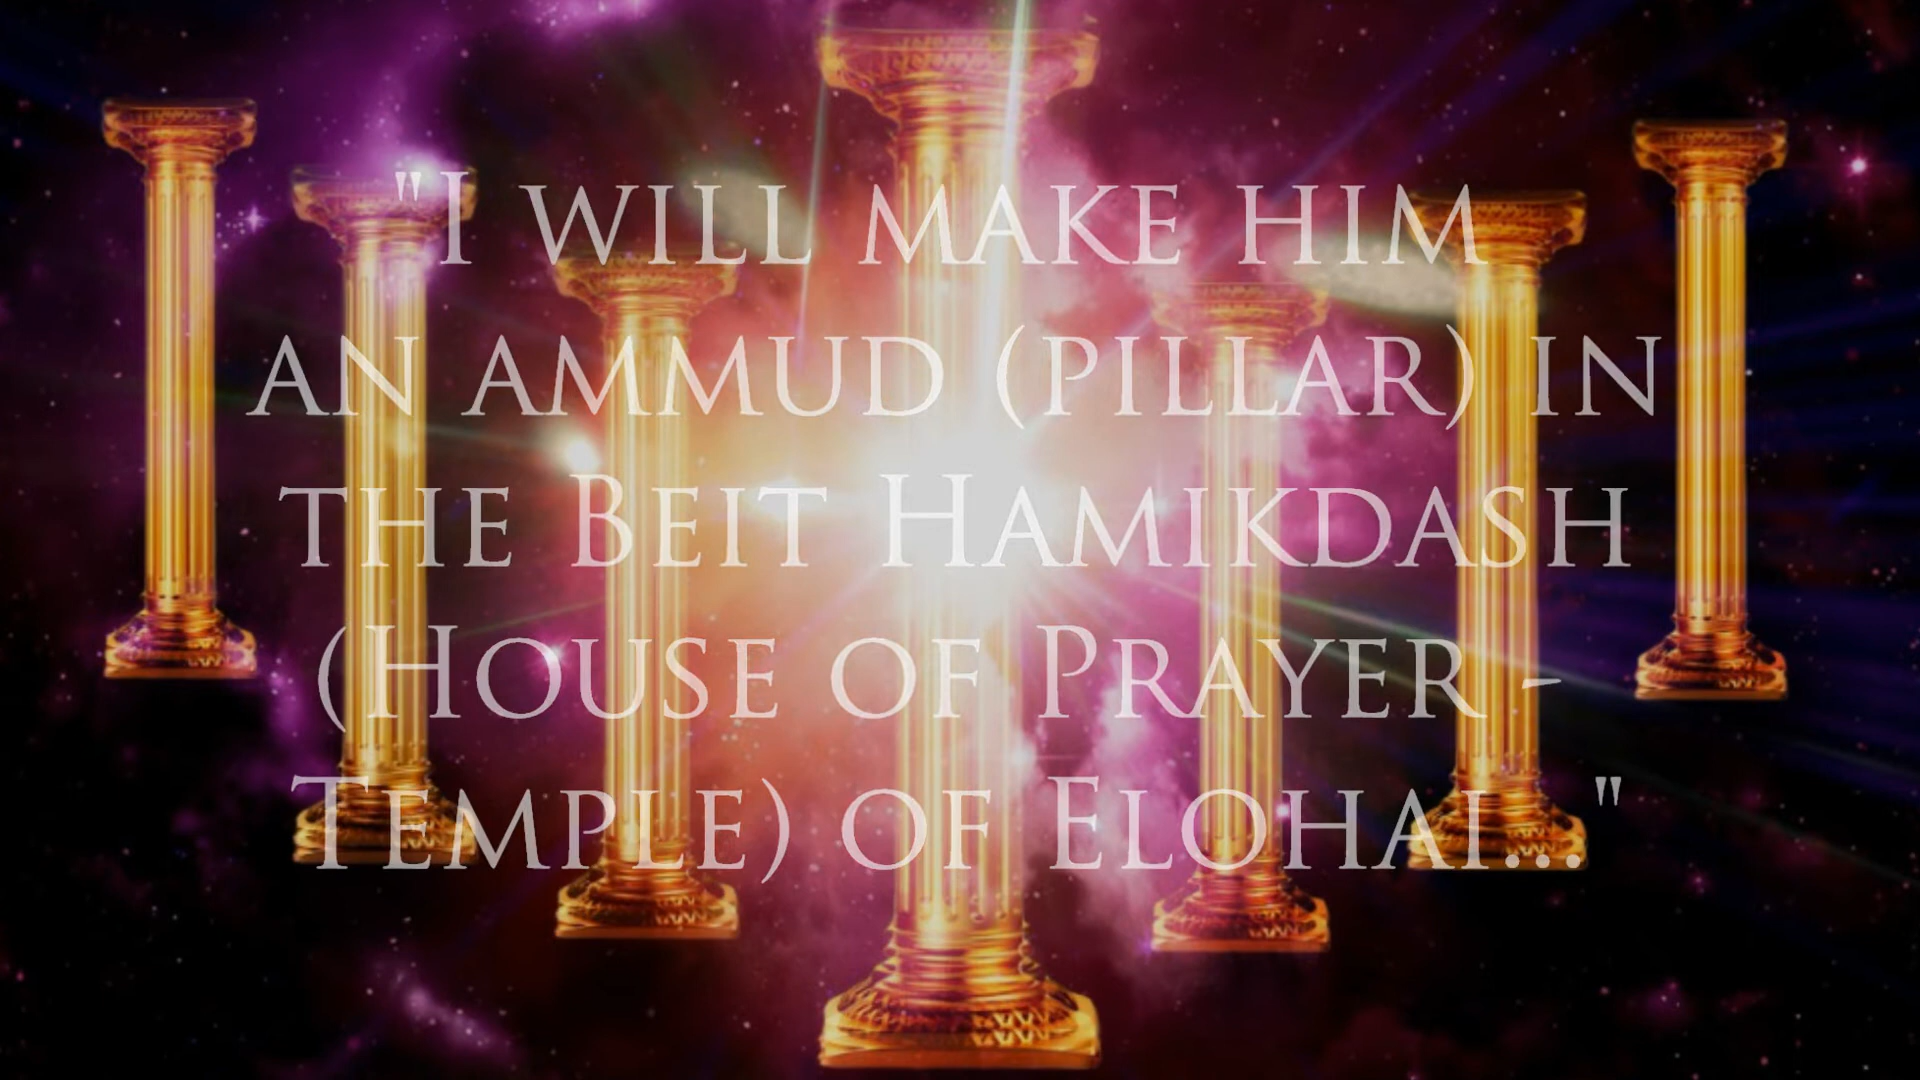 "I will make him
an ammud (pillar) in
the Beit Hamikdash
(House of Prayer -
Temple) of Elohai..."